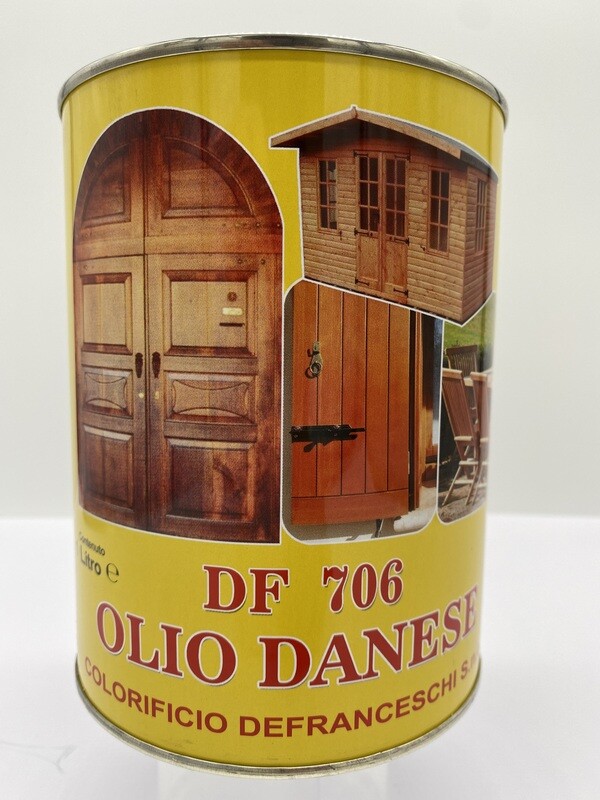 Contenuto
Litro e
DF 706
OLIO DANESE
COLORIFICIO DEFRANCESCHI